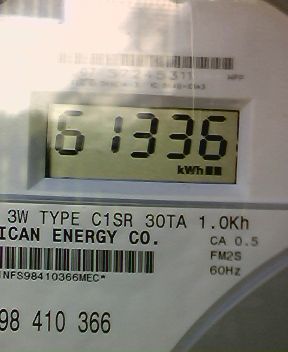 61336
kWh
3W TYPE C1SR 30TA 1.0Kh
ICAN ENERGY CO.
CA 0.5
FM2S
60Hz
INFS98410366MEC*
98 410 366